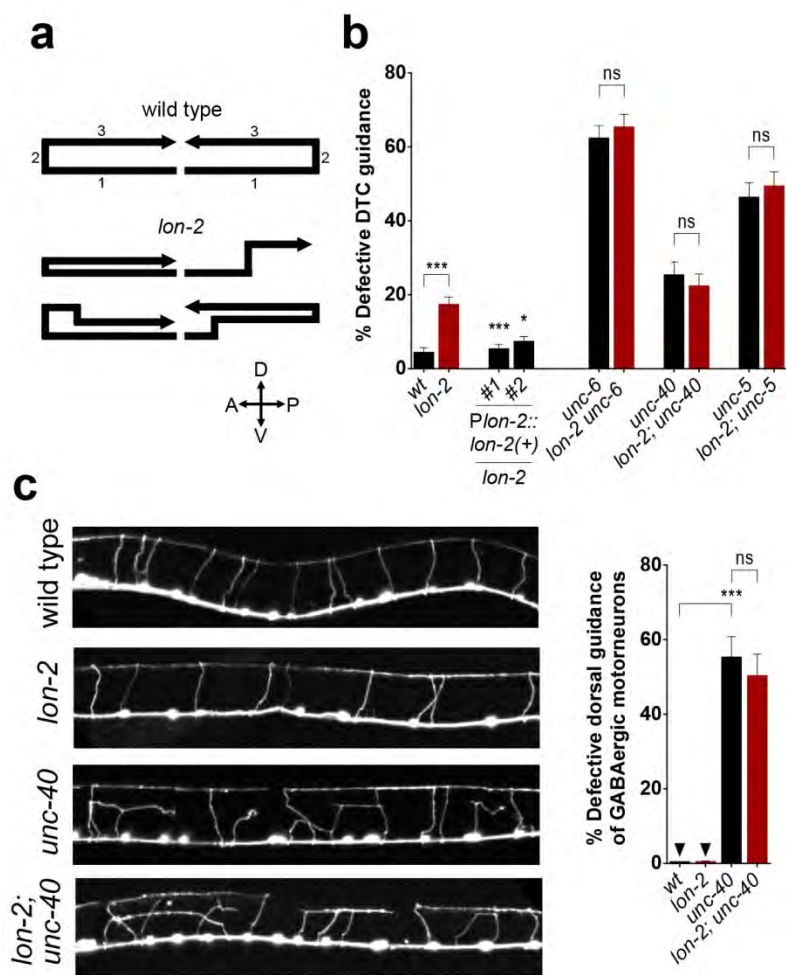 a
wild type
3
3
2
2
1
1
lon-2
D
A
P
V
b
% Defective DTC guidance
80
60
40
20
0
***
***
*
ns
ns
ns
wt
lon-2
#1
#2
Plon-2::
lon-2(+)
lon-2
unc-6
lon-2 unc-6
unc-40
lon-2; unc-40
unc-5
lon-2; unc-5
c
wild type
lon-2
unc-40
lon-2;
unc-40
% Defective dorsal guidance
of GABAergic motorneurons
80
60
40
20
0
ns
***
wt
lon-2
unc-40
lon-2; unc-40